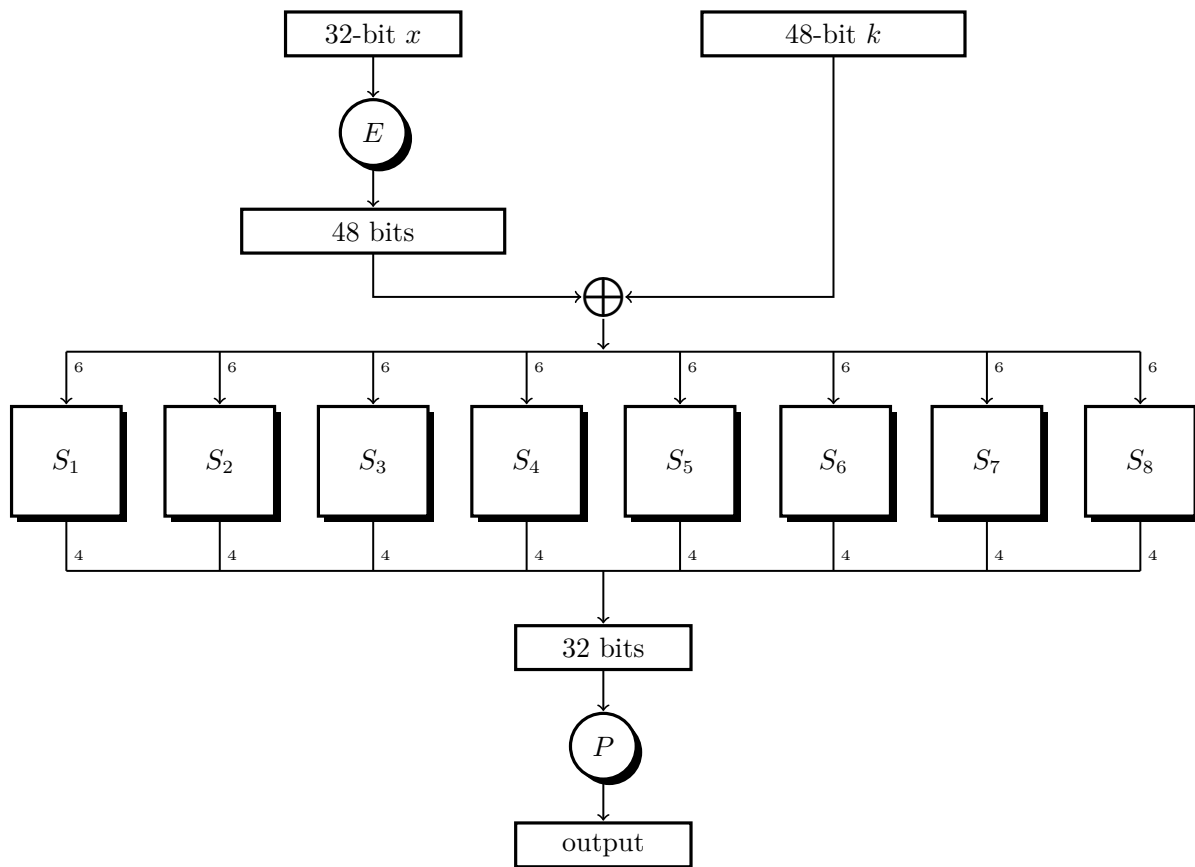 32-bit x 48-bit k
E
48 bits
6 6 6 6 6 6 6 6
S₁ S₂ S₃ S₄ S₅ S₆ S₇ S₈
4 4 4 4 4 4 4 4
32 bits
P
output